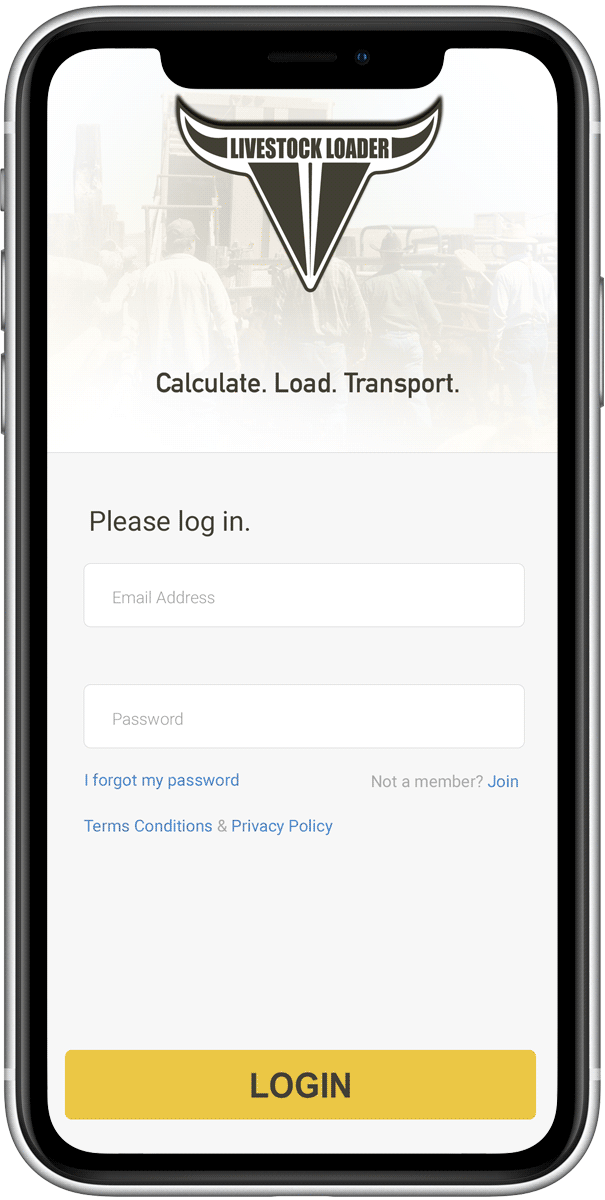 LIVESTOCK LOADER
Calculate. Load. Transport.
Please log in.
Email Address
Password
I forgot my password
Not a member? Join
Terms Conditions & Privacy Policy
LOGIN